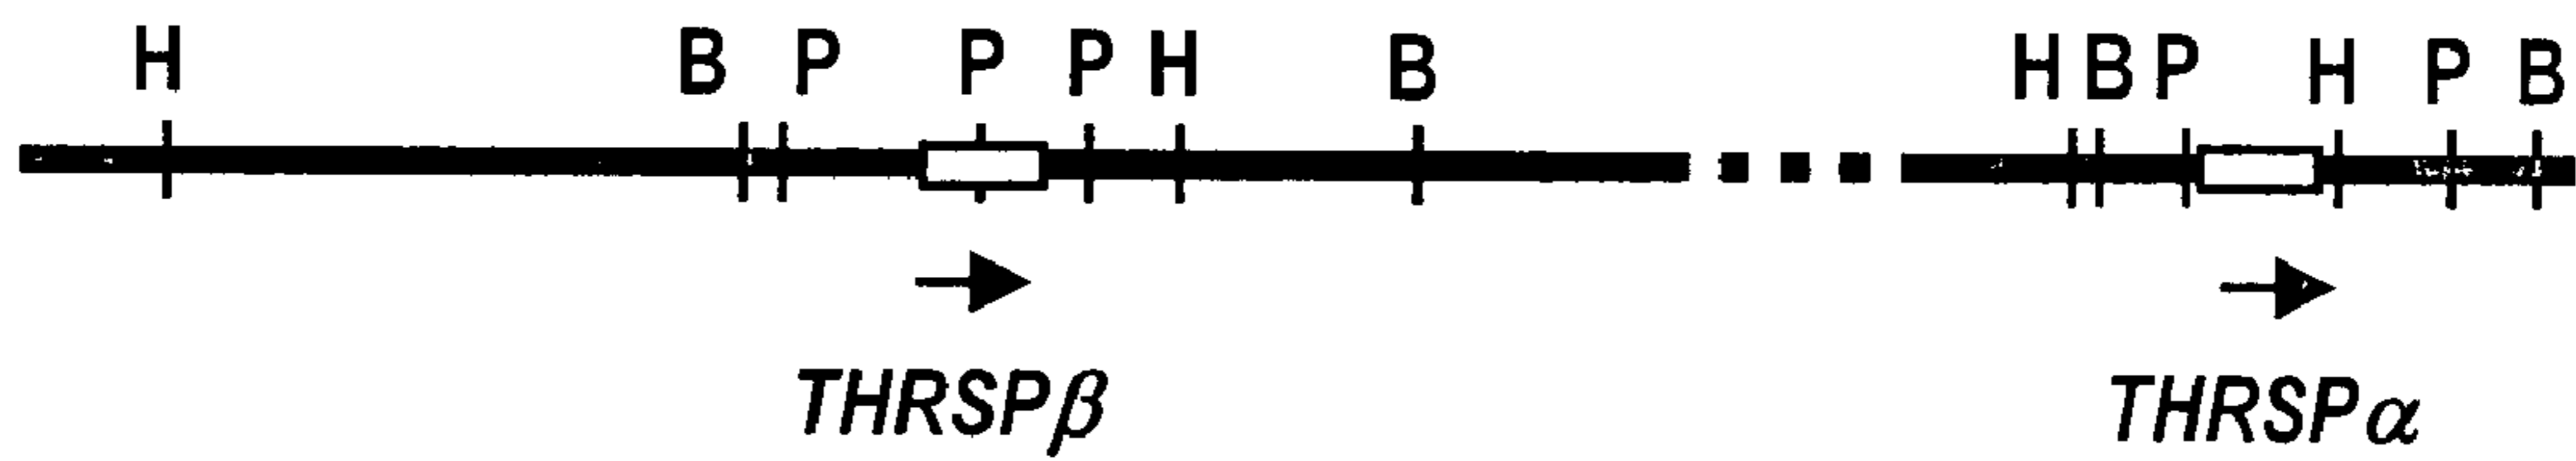 H B P P P H B H B P H P B
THRSPβ THRSPα